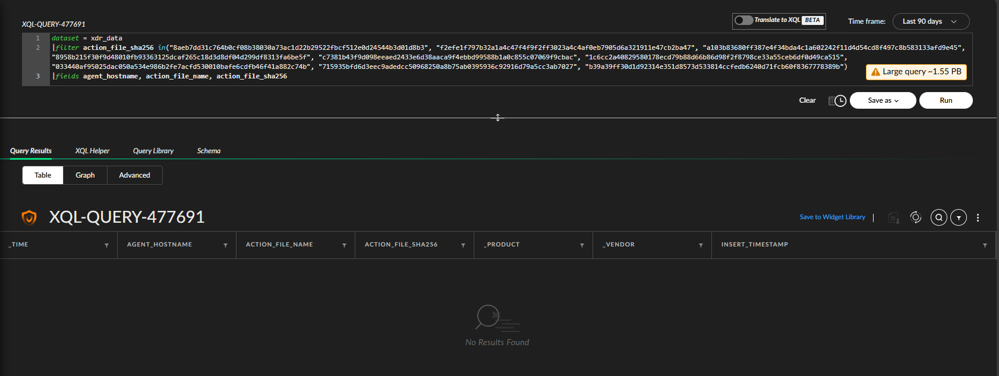 XQL-QUERY-477691
Translate to XQL BETA
Time frame: Last 90 days
1 dataset = xdr_data
2 |filter action_file_sha256 in("8aeb7dd31c764b0cf08b38030a73ac1d22b29522fbcf512e0d24544b3d01d8b3", "f2efe1f797b32a1a4c47f4f9f2ff3023a4c4af0eb7905d6a321911e47cb2ba47", "a103b83680ff387e4f34bda4c1a602242f11d4d54cd8f497c8b583133afd9e45",
"8958b215f30f9d48010fb93363125dcaf265c18d3d8df04d299df8313fa6be5f", "c7381b43f9d098eeaed2433e6d38aaca9f4ebbd99588b1a0c855c07069f9cbac", "1c6cc2a40829580178ecd79b88d66b86d98f2f8798ce33a55ceb6df0d49ca515",
"033440af95025dac050a534e986b2fe7acfd530010bafe6cdfb46f41a882c74b", "715935bfd6d3eec9adedcc50968250a8b75ab0395936c92916d79a5cc3ab7027", "b39a39ff30d1d92314e351d8573d533814ccfedb6240d71fcb60f8367778389b")
3 |fields agent_hostname, action_file_name, action_file_sha256
Large query ~1.55 PB
Clear Save as Run
Query Results XQL Helper Query Library Schema
Table Graph Advanced
XQL-QUERY-477691
Save to Widget Library
_TIME AGENT_HOSTNAME ACTION_FILE_NAME ACTION_FILE_SHA256 _PRODUCT _VENDOR INSERT_TIMESTAMP
No Results Found